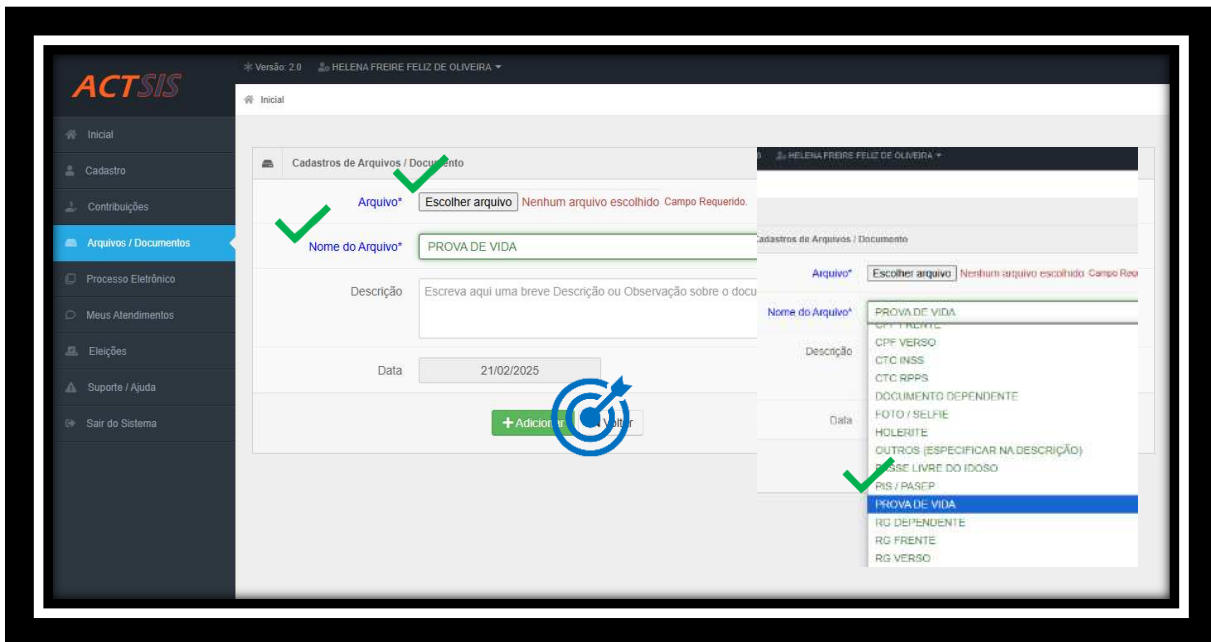 ACTSIS
Versão: 2.0 HELENA FREIRE FELIZ DE OLIVEIRA
Inicial
Inicial
Cadastro
Contribuições
Arquivos / Documentos
Processo Eletrônico
Meus Atendimentos
Eleições
Suporte / Ajuda
Sair do Sistema
Cadastros de Arquivos / Documento
Arquivo* Escolher arquivo Nenhum arquivo escolhido Campo Requerido.
Nome do Arquivo* PROVA DE VIDA
Descrição Escreva aqui uma breve Descrição ou Observação sobre o docu
Data 21/02/2025
+ Adicionar Voltar
HELENA FREIRE FELIZ DE OLIVEIRA
Cadastros de Arquivos / Documento
Arquivo* Escolher arquivo Nenhum arquivo escolhido Campo Requ
Nome do Arquivo* PROVA DE VIDA
CPF FRENTE
Descrição
CPF VERSO
CTC INSS
CTC RPPS
DOCUMENTO DEPENDENTE
Data
FOTO / SELFIE
HOLERITE
OUTROS (ESPECIFICAR NA DESCRIÇÃO)
PASSE LIVRE DO IDOSO
PIS / PASEP
PROVA DE VIDA
RG DEPENDENTE
RG FRENTE
RG VERSO